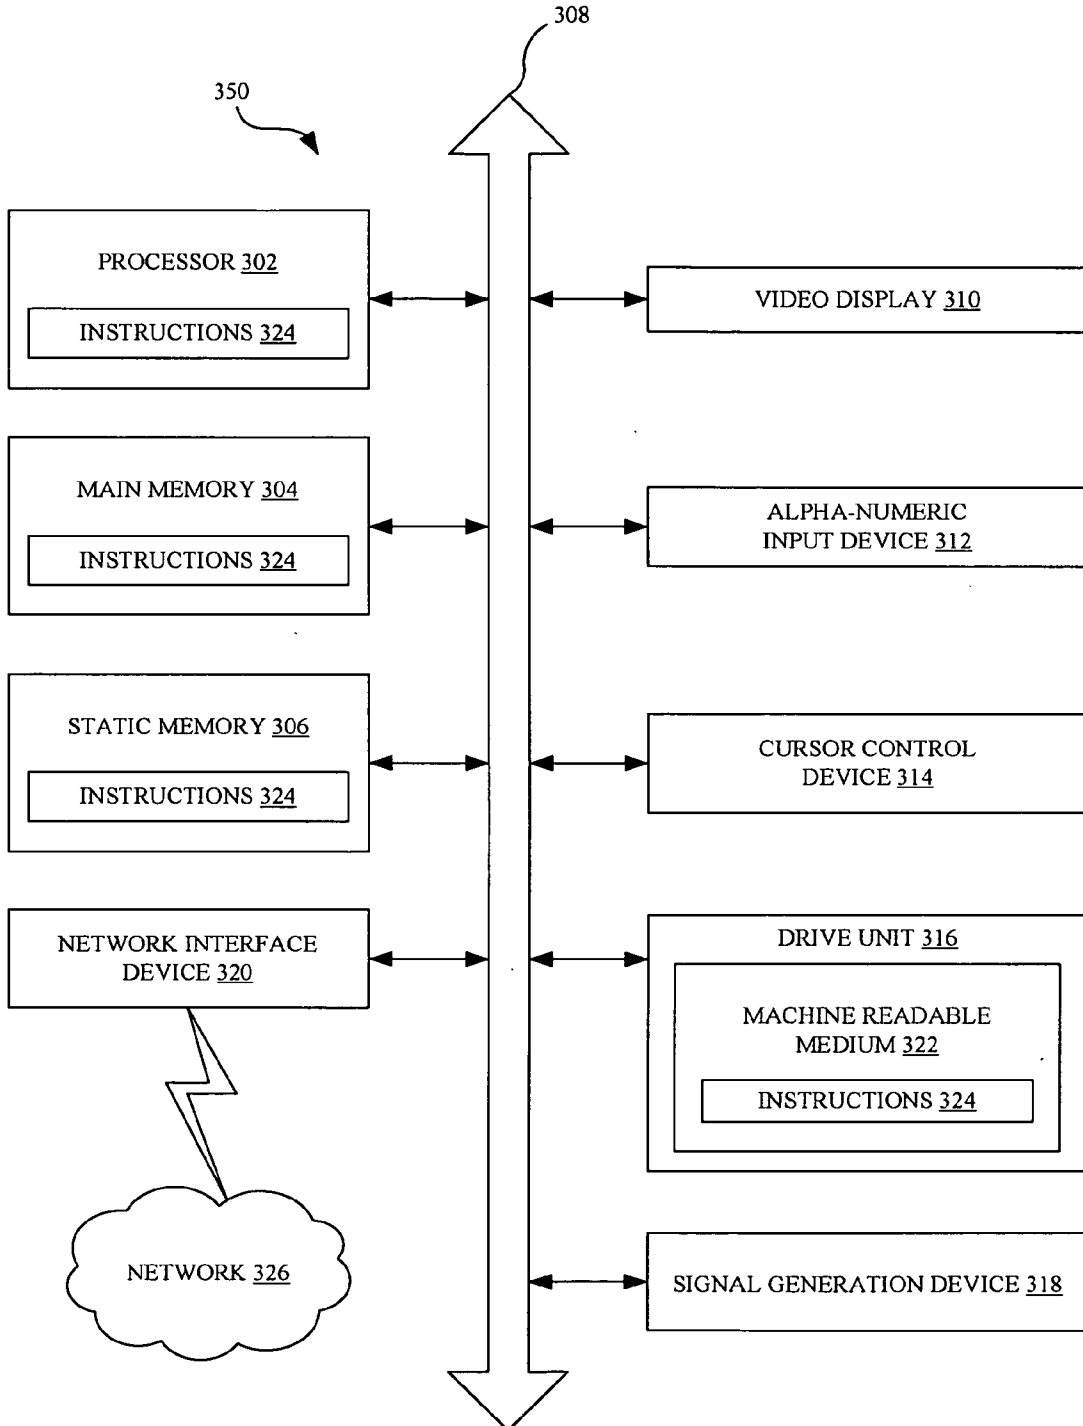 308
350
PROCESSOR 302
INSTRUCTIONS 324
MAIN MEMORY 304
INSTRUCTIONS 324
STATIC MEMORY 306
INSTRUCTIONS 324
NETWORK INTERFACE
DEVICE 320
NETWORK 326
VIDEO DISPLAY 310
ALPHA-NUMERIC
INPUT DEVICE 312
CURSOR CONTROL
DEVICE 314
DRIVE UNIT 316
MACHINE READABLE
MEDIUM 322
INSTRUCTIONS 324
SIGNAL GENERATION DEVICE 318